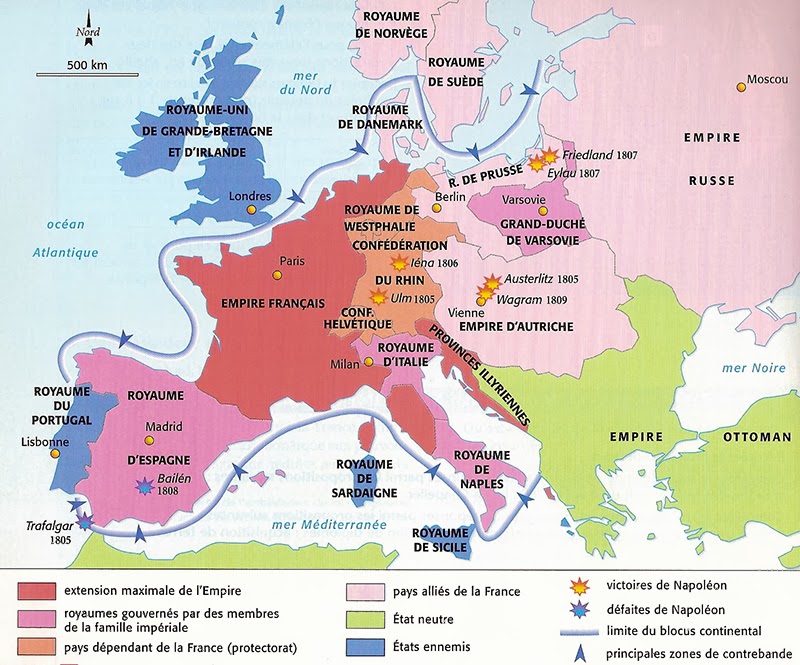 Nord
500 km
mer
du Nord
océan
Atlantique
ROYAUME
DE NORVÈGE
ROYAUME
DE SUÈDE
ROYAUME
DE DANEMARK
ROYAUME-UNI
DE GRANDE-BRETAGNE
ET D'IRLANDE
Londres
Moscou
EMPIRE
RUSSE
Friedland 1807
Eylau 1807
R. DE PRUSSE
Berlin
Varsovie
GRAND-DUCHÉ
DE VARSOVIE
ROYAUME DE
WESTPHALIE
CONFÉDÉRATION
DU RHIN
Iéna 1806
Ulm 1805
Paris
EMPIRE FRANÇAIS
CONF.
HELVÉTIQUE
Austerlitz 1805
Wagram 1809
Vienne
EMPIRE D'AUTRICHE
Milan
ROYAUME
D'ITALIE
PROVINCES ILLYRIENNES
mer Noire
EMPIRE
OTTOMAN
ROYAUME
DU
PORTUGAL
Lisbonne
ROYAUME
Madrid
D'ESPAGNE
Bailén
1808
Trafalgar
1805
ROYAUME
DE
SARDAIGNE
ROYAUME
DE
NAPLES
mer Méditerranée
ROYAUME
DE SICILE
extension maximale de l'Empire
royaumes gouvernés par des membres
de la famille impériale
pays dépendant de la France (protectorat)
pays alliés de la France
État neutre
États ennemis
victoires de Napoléon
défaites de Napoléon
limite du blocus continental
principales zones de contrebande